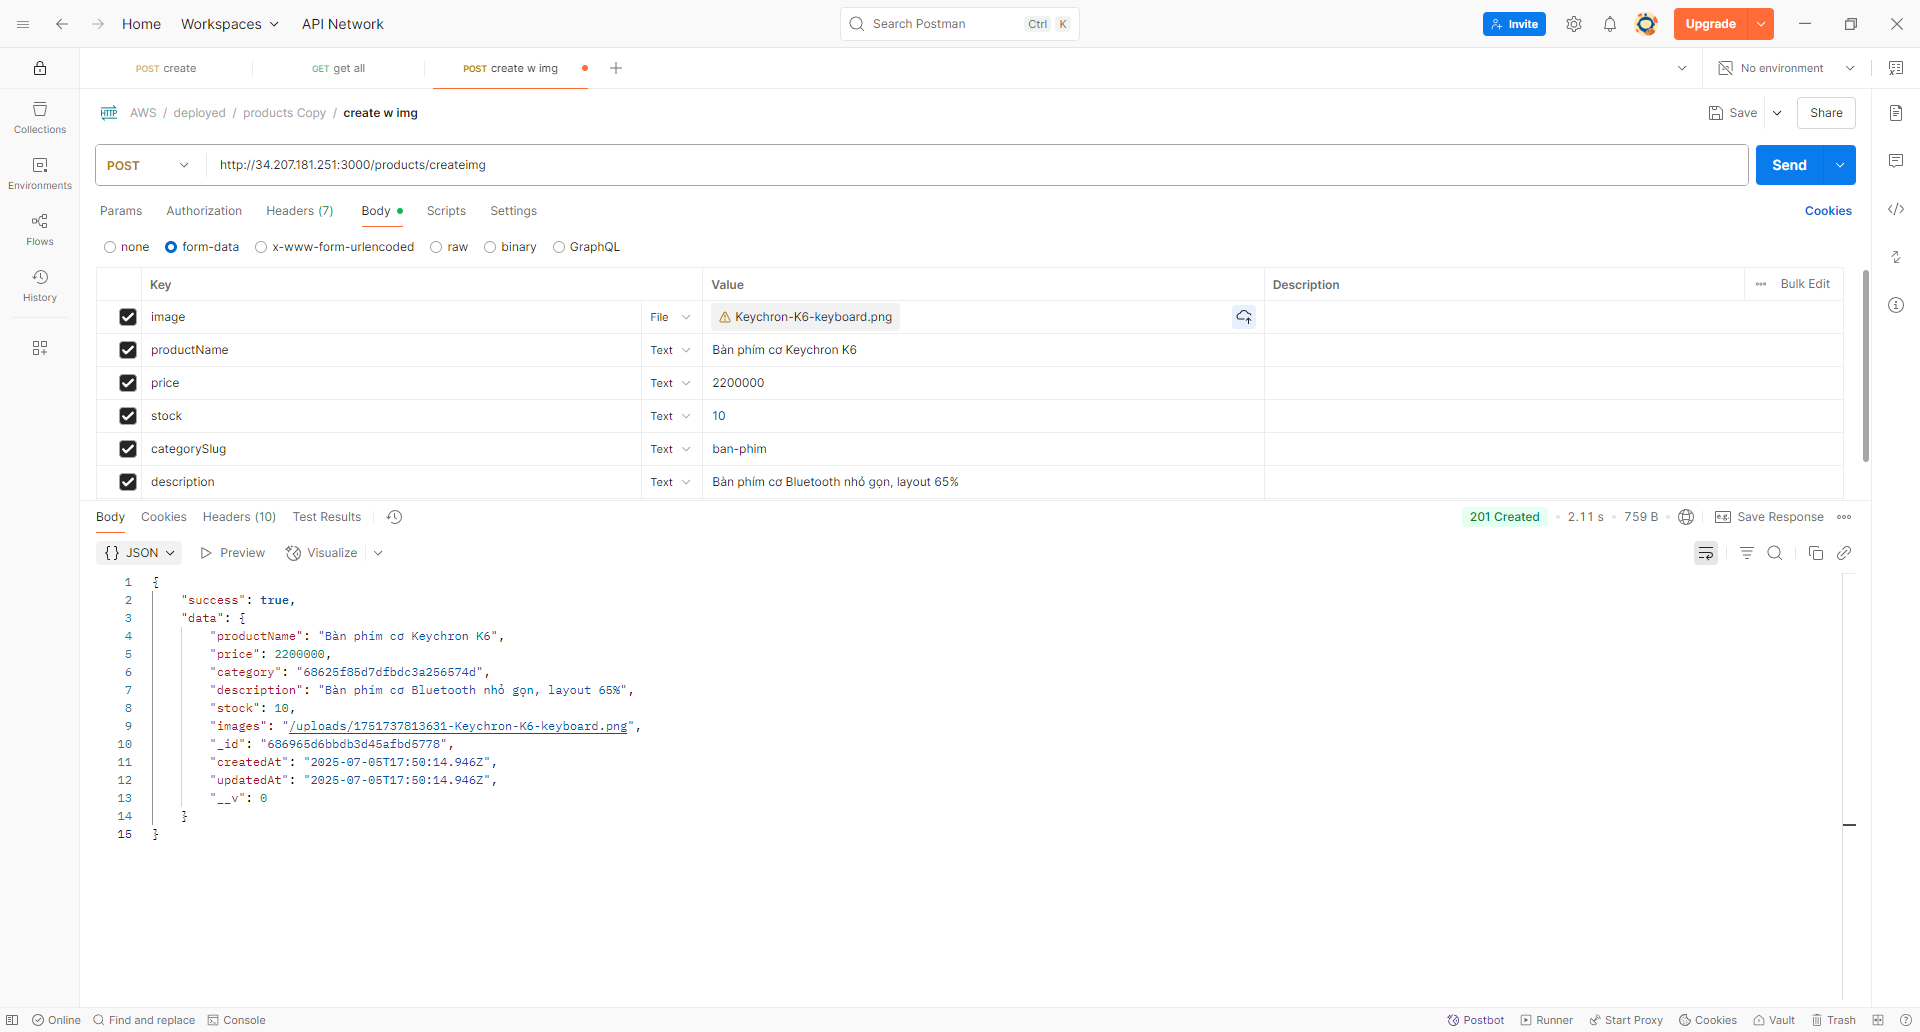 Home Workspaces API Network Search Postman Ctrl K Invite Upgrade
POST create GET get all POST create w img No environment
HTTP AWS / deployed / products Copy / create w img Save Share
POST http://34.207.181.251:3000/products/createimg Send
Params Authorization Headers (7) Body Scripts Settings Cookies
none form-data x-www-form-urlencoded raw binary GraphQL
Key Value Description Bulk Edit
image File Keychron-K6-keyboard.png
productName Text Bàn phím cơ Keychron K6
price Text 2200000
stock Text 10
categorySlug Text ban-phim
description Text Bàn phím cơ Bluetooth nhỏ gọn, layout 65%
Collections
Environments
Flows
History
Body Cookies Headers (10) Test Results 201 Created 2.11 s 759 B e.g. Save Response
{} JSON Preview Visualize
1 {
2 "success": true,
3 "data": {
4 "productName": "Bàn phím cơ Keychron K6",
5 "price": 2200000,
6 "category": "68625f85d7dfbdc3a256574d",
7 "description": "Bàn phím cơ Bluetooth nhỏ gọn, layout 65%",
8 "stock": 10,
9 "images": "/uploads/1751737813631-Keychron-K6-keyboard.png",
10 "_id": "686965d6bbdb3d45afbd5778",
11 "createdAt": "2025-07-05T17:50:14.946Z",
12 "updatedAt": "2025-07-05T17:50:14.946Z",
13 "__v": 0
14 }
15 }
Online Find and replace Console Postbot Runner Start Proxy Cookies Vault Trash